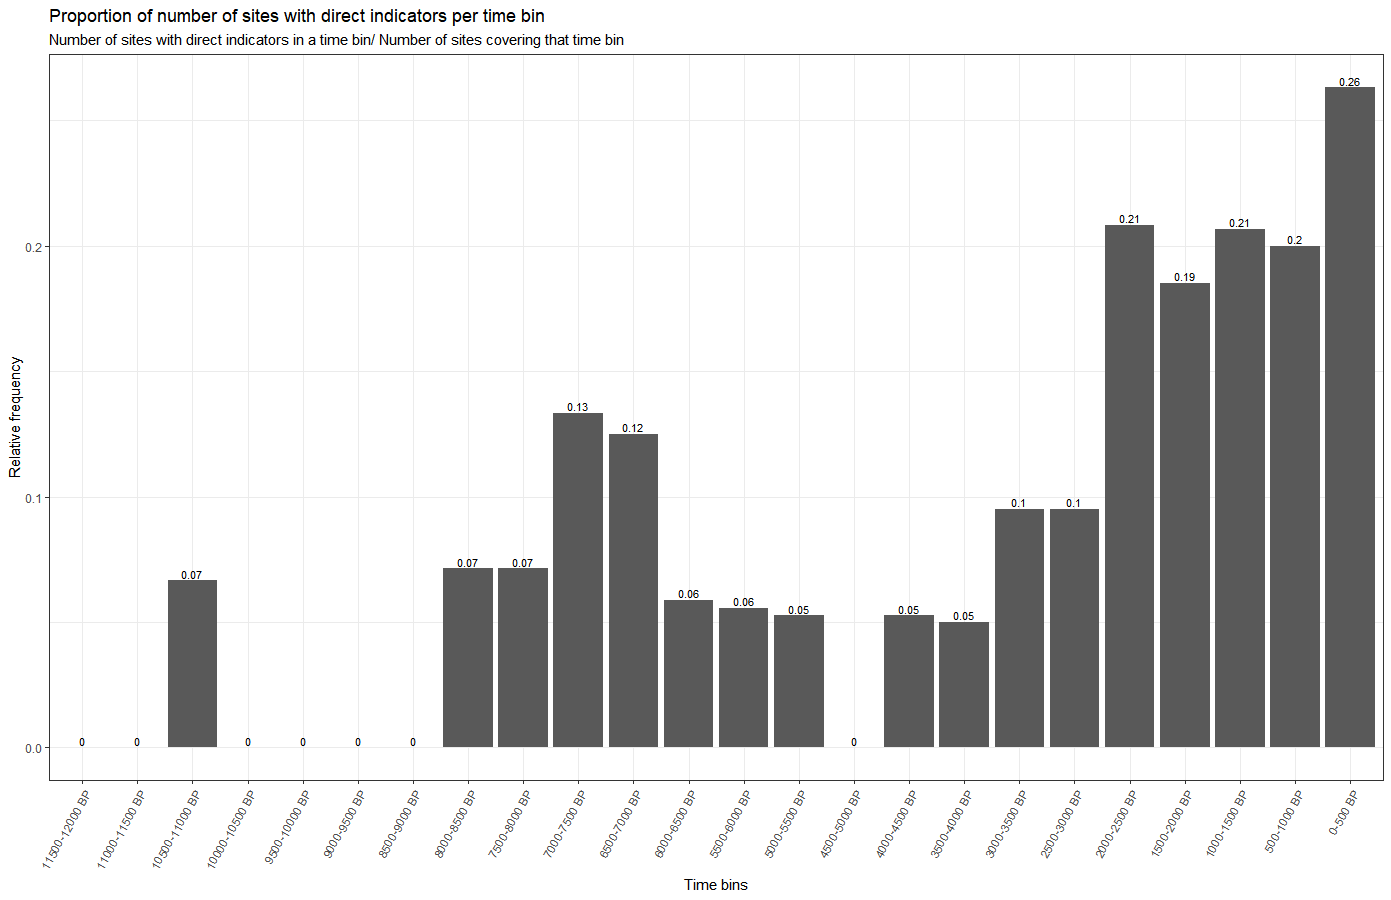 Proportion of number of sites with direct indicators per time bin
Number of sites with direct indicators in a time bin/ Number of sites covering that time bin
Relative frequency
0.2
0.1
0.0
0
0
0.07
0
0
0
0
0.07
0.07
0.13
0.12
0.06
0.06
0.05
0
0.05
0.05
0.1
0.1
0.21
0.19
0.21
0.2
0.26
11500-12000 BP
11000-11500 BP
10500-11000 BP
10000-10500 BP
9500-10000 BP
9000-9500 BP
8500-9000 BP
8000-8500 BP
7500-8000 BP
7000-7500 BP
6500-7000 BP
6000-6500 BP
5500-6000 BP
5000-5500 BP
4500-5000 BP
4000-4500 BP
3500-4000 BP
3000-3500 BP
2500-3000 BP
2000-2500 BP
1500-2000 BP
1000-1500 BP
500-1000 BP
0-500 BP
Time bins